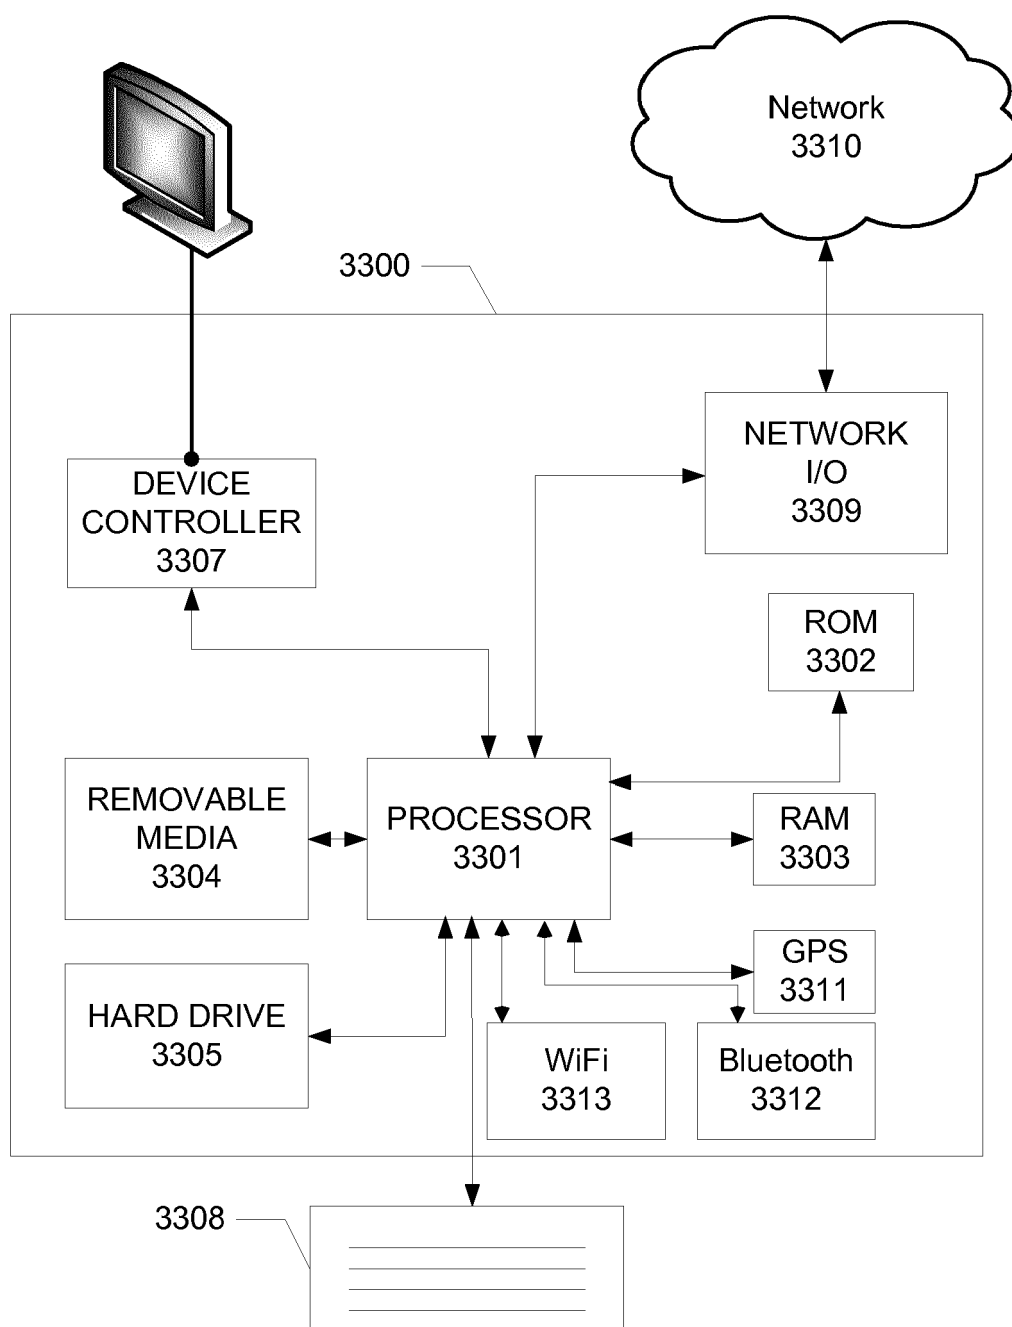 Network
3310
3300
NETWORK
I/O
3309
DEVICE
CONTROLLER
3307
ROM
3302
REMOVABLE
MEDIA
3304
PROCESSOR
3301
RAM
3303
GPS
3311
HARD DRIVE
3305
WiFi
3313
Bluetooth
3312
3308